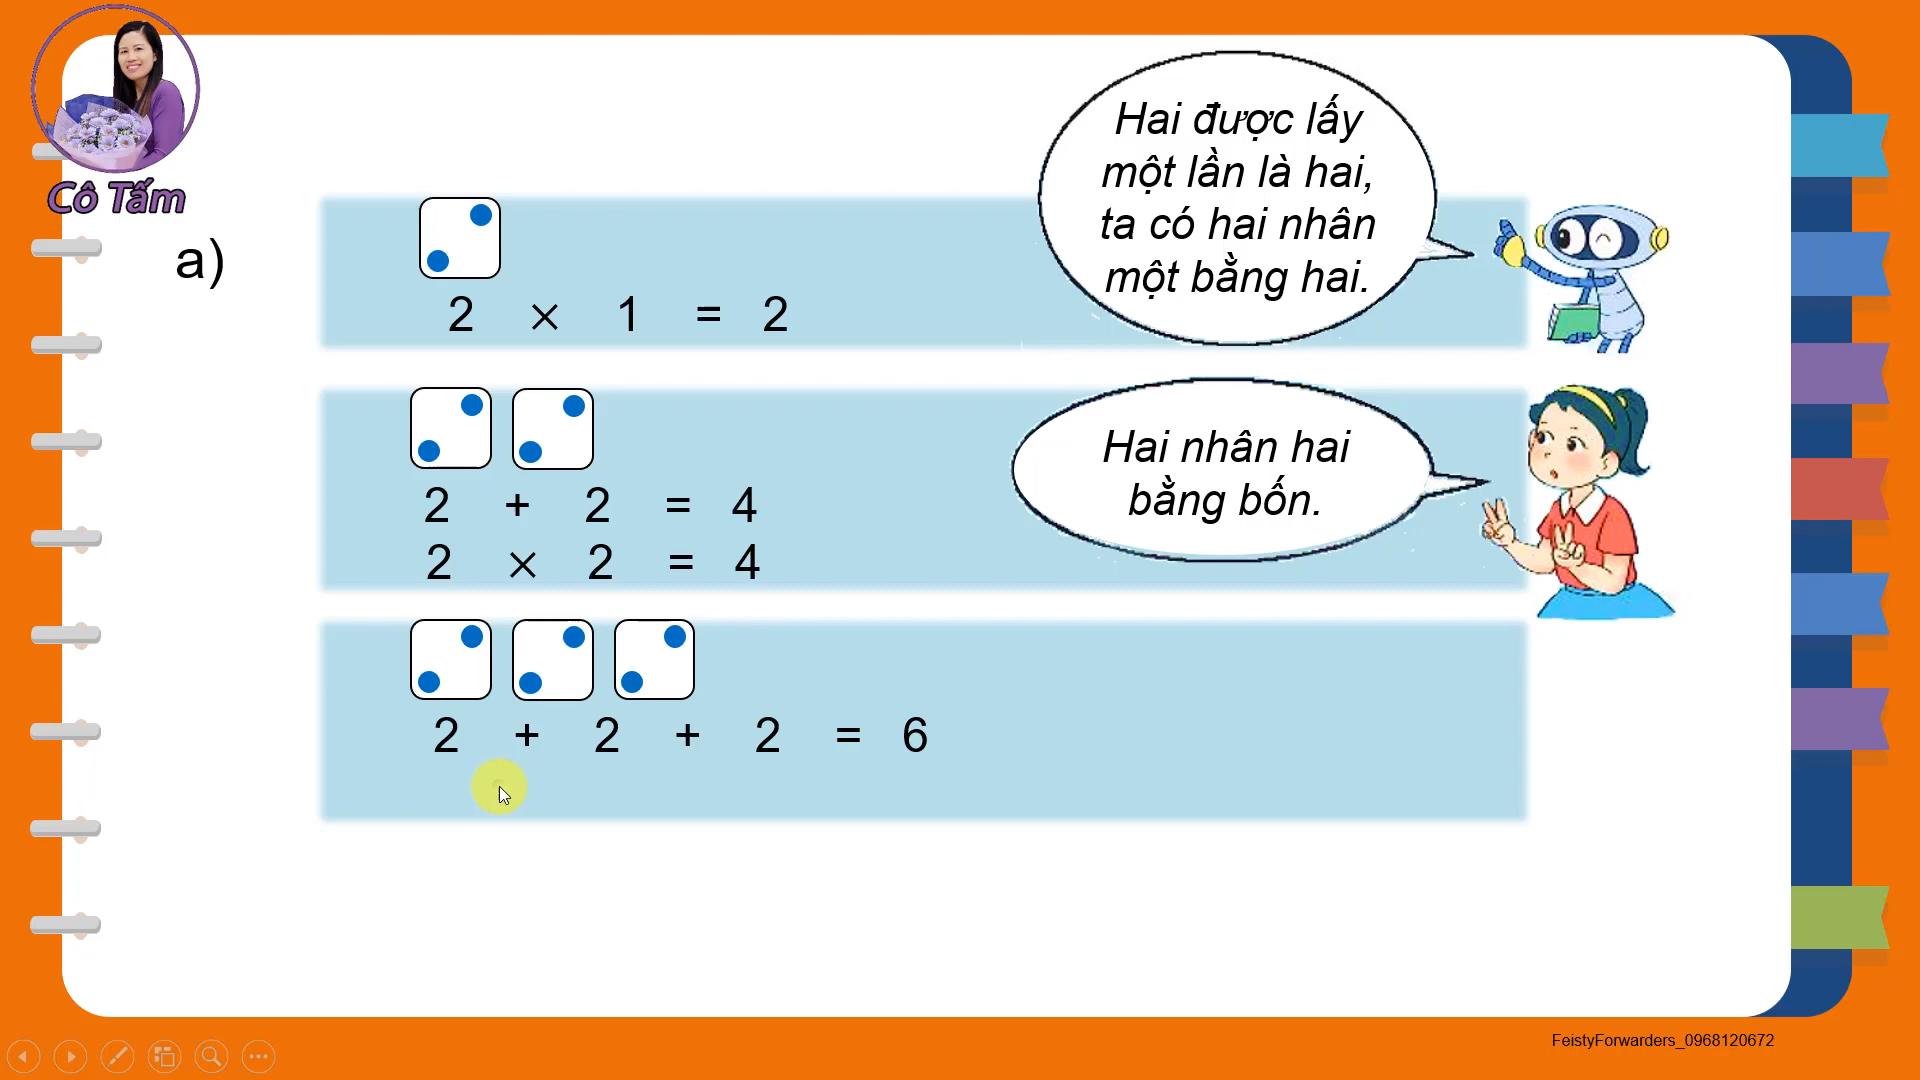 Cô Tấm
a)
Hai được lấy
một lần là hai,
ta có hai nhân
một bằng hai.
2 × 1 = 2
Hai nhân hai
bằng bốn.
2 + 2 = 4
2 × 2 = 4
2 + 2 + 2 = 6
FeistyForwarders_0968120672